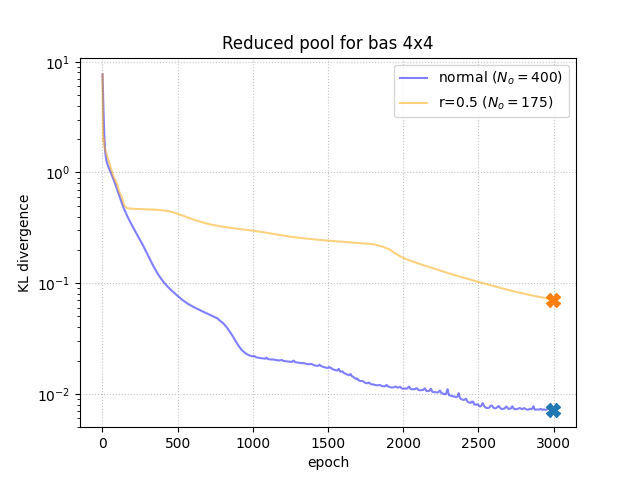 Reduced pool for bas 4x4
KL divergence
10¹
10⁰
10⁻¹
10⁻²
normal (Nₒ = 400)
r=0.5 (Nₒ = 175)
0 500 1000 1500 2000 2500 3000
epoch